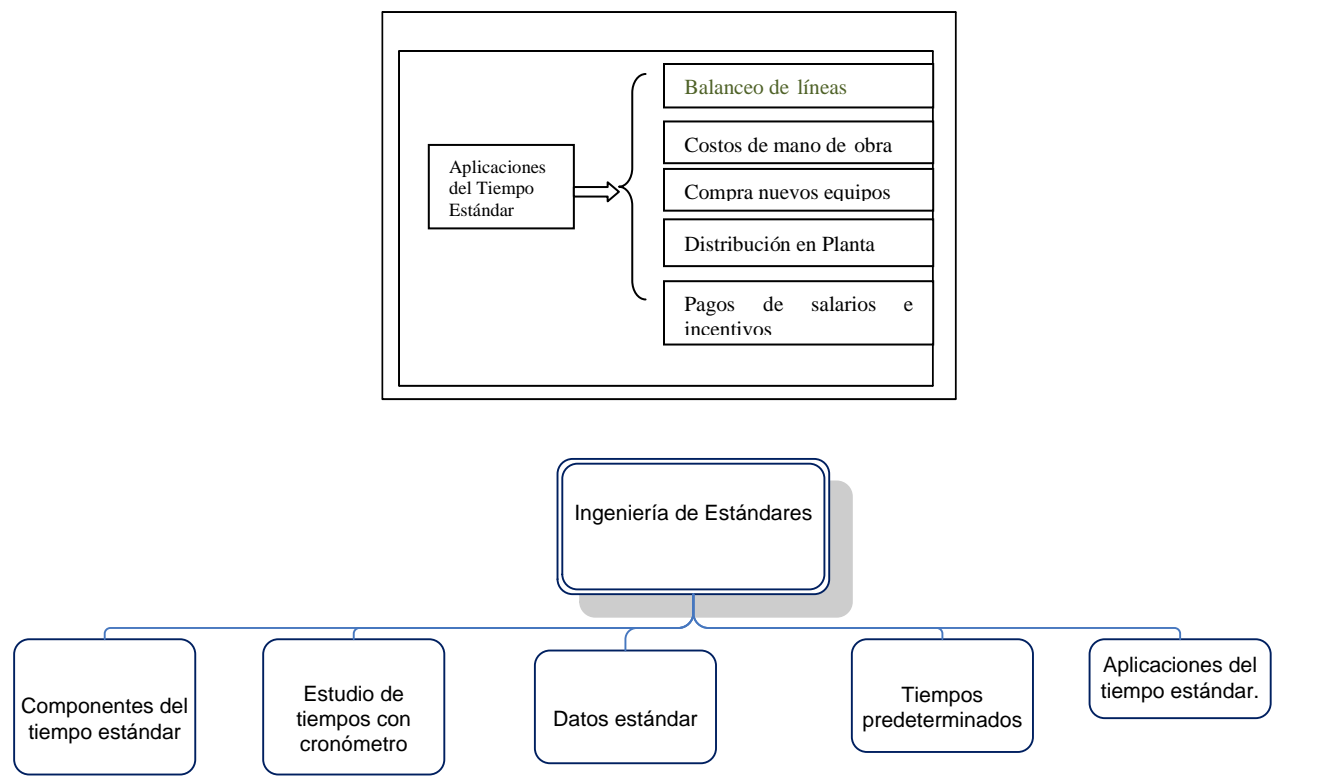 Balanceo de líneas
Costos de mano de obra
Aplicaciones
del Tiempo
Estándar
Compra nuevos equipos
Distribución en Planta
Pagos de salarios e
incentivos
Ingeniería de Estándares
Componentes del
tiempo estándar
Estudio de
tiempos con
cronómetro
Datos estándar
Tiempos
predeterminados
Aplicaciones del
tiempo estándar.